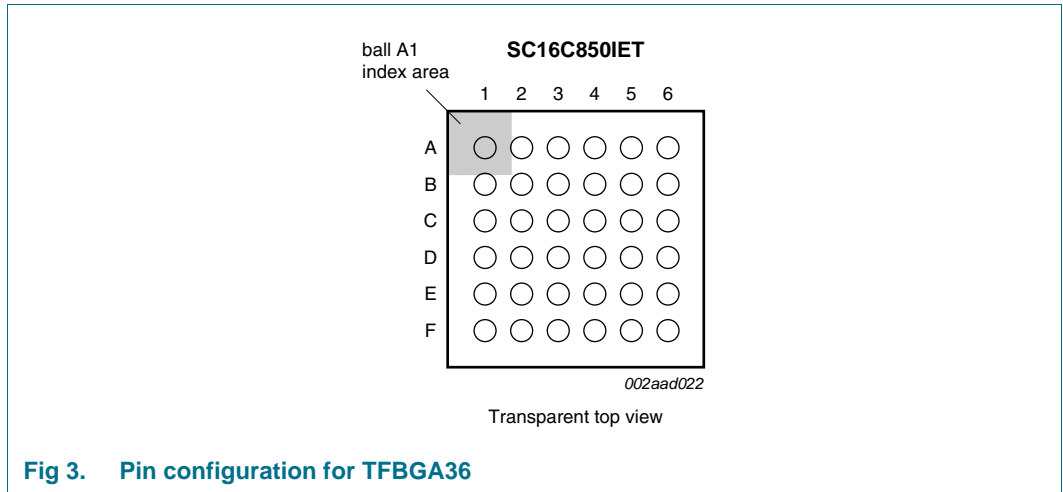 ball A1
index area
SC16C850IET
1 2 3 4 5 6
A
B
C
D
E
F
002aad022
Transparent top view
Fig 3. Pin configuration for TFBGA36